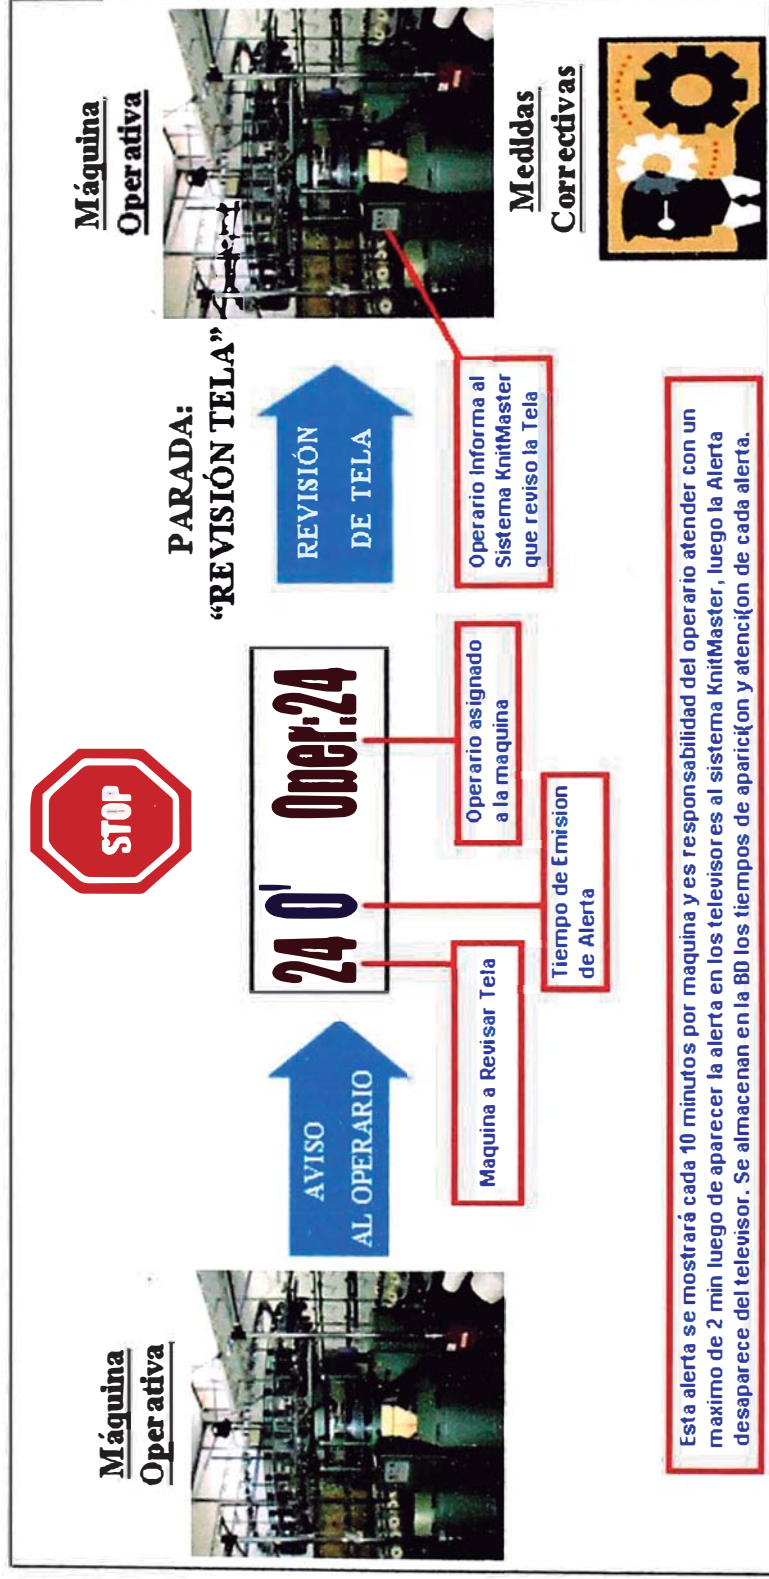 Máquina
Operativa
AVISO
AL OPERARIO
STOP
24 0' Oper:24
Maquina a Revisar Tela
Tiempo de Emision
de Alerta
Operario asignado
a la maquina
PARADA:
“REVISIÓN TELA”
REVISIÓN
DE TELA
Operario Informa al
Sistema KnitMaster
que reviso la Tela
Máquina
Operativa
Medidas
Correctivas
Esta alerta se mostrará cada 10 minutos por maquina y es responsabilidad del operario atender con un
maximo de 2 min luego de aparecer la alerta en los televisores al sistema KnitMaster, luego la Alerta
desaparece del televisor. Se almacenan en la BD los tiempos de aparici{on y atenci{on de cada alerta.